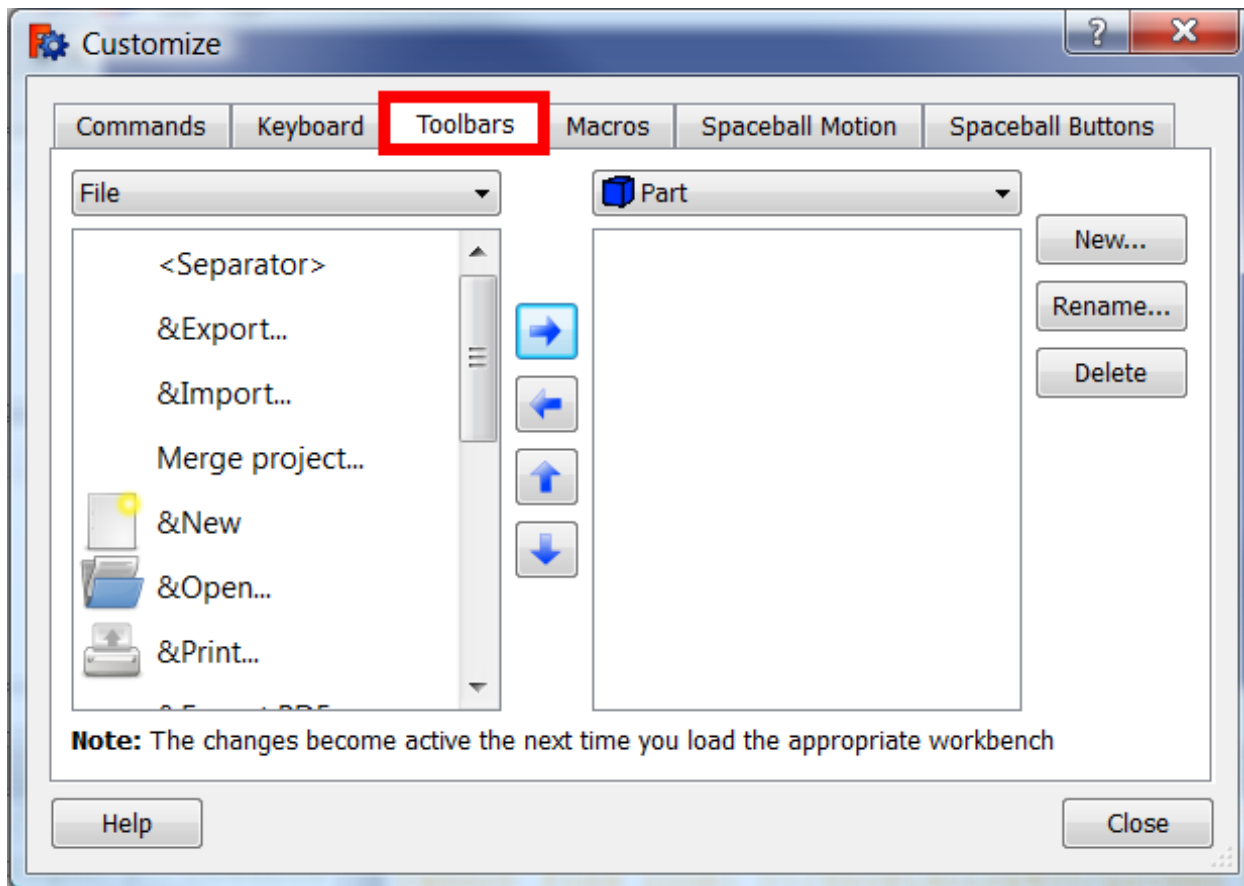 Customize
?
Commands Keyboard Toolbars Macros Spaceball Motion Spaceball Buttons
File
Part
New...
<Separator>
Rename...
&Export...
Delete
&Import...
Merge project...
&New
&Open...
&Print...
Note: The changes become active the next time you load the appropriate workbench
Help
Close